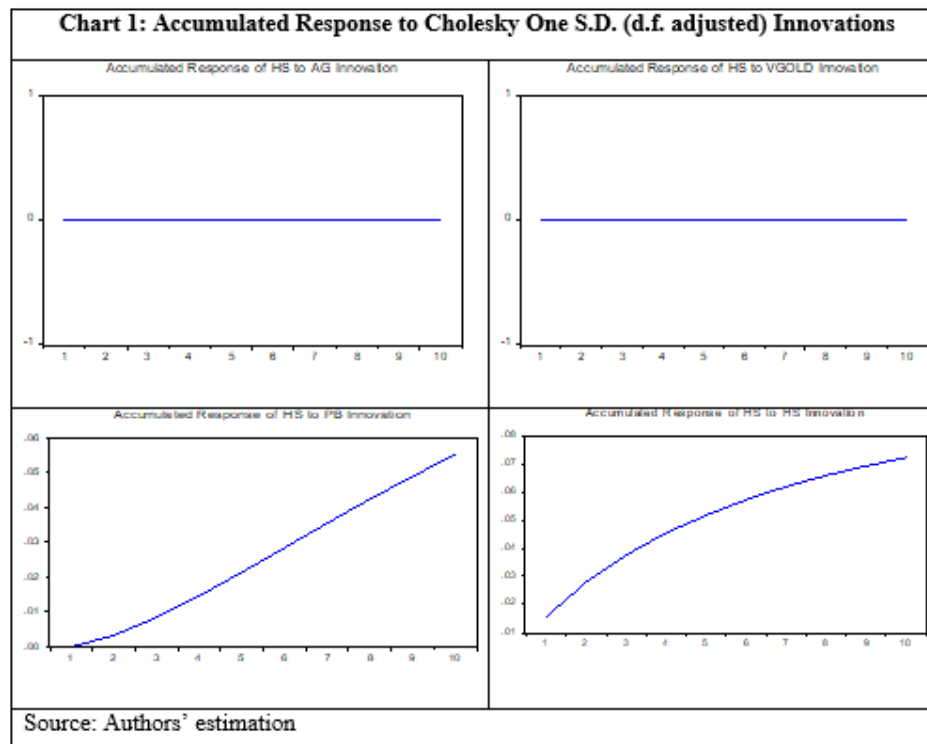 Chart 1: Accumulated Response to Cholesky One S.D. (d.f. adjusted) Innovations
Accumulated Response of HS to AG Innovation
1
0
-1
1 2 3 4 5 6 7 8 9 10
Accumulated Response of HS to VGOLD Innovation
1
0
-1
1 2 3 4 5 6 7 8 9 10
Accumulated Response of HS to PB Innovation
.06
.05
.04
.03
.02
.01
.00
1 2 3 4 5 6 7 8 9 10
Accumulated Response of HS to HS Innovation
.08
.07
.06
.05
.04
.03
.02
.01
1 2 3 4 5 6 7 8 9 10
Source: Authors’ estimation